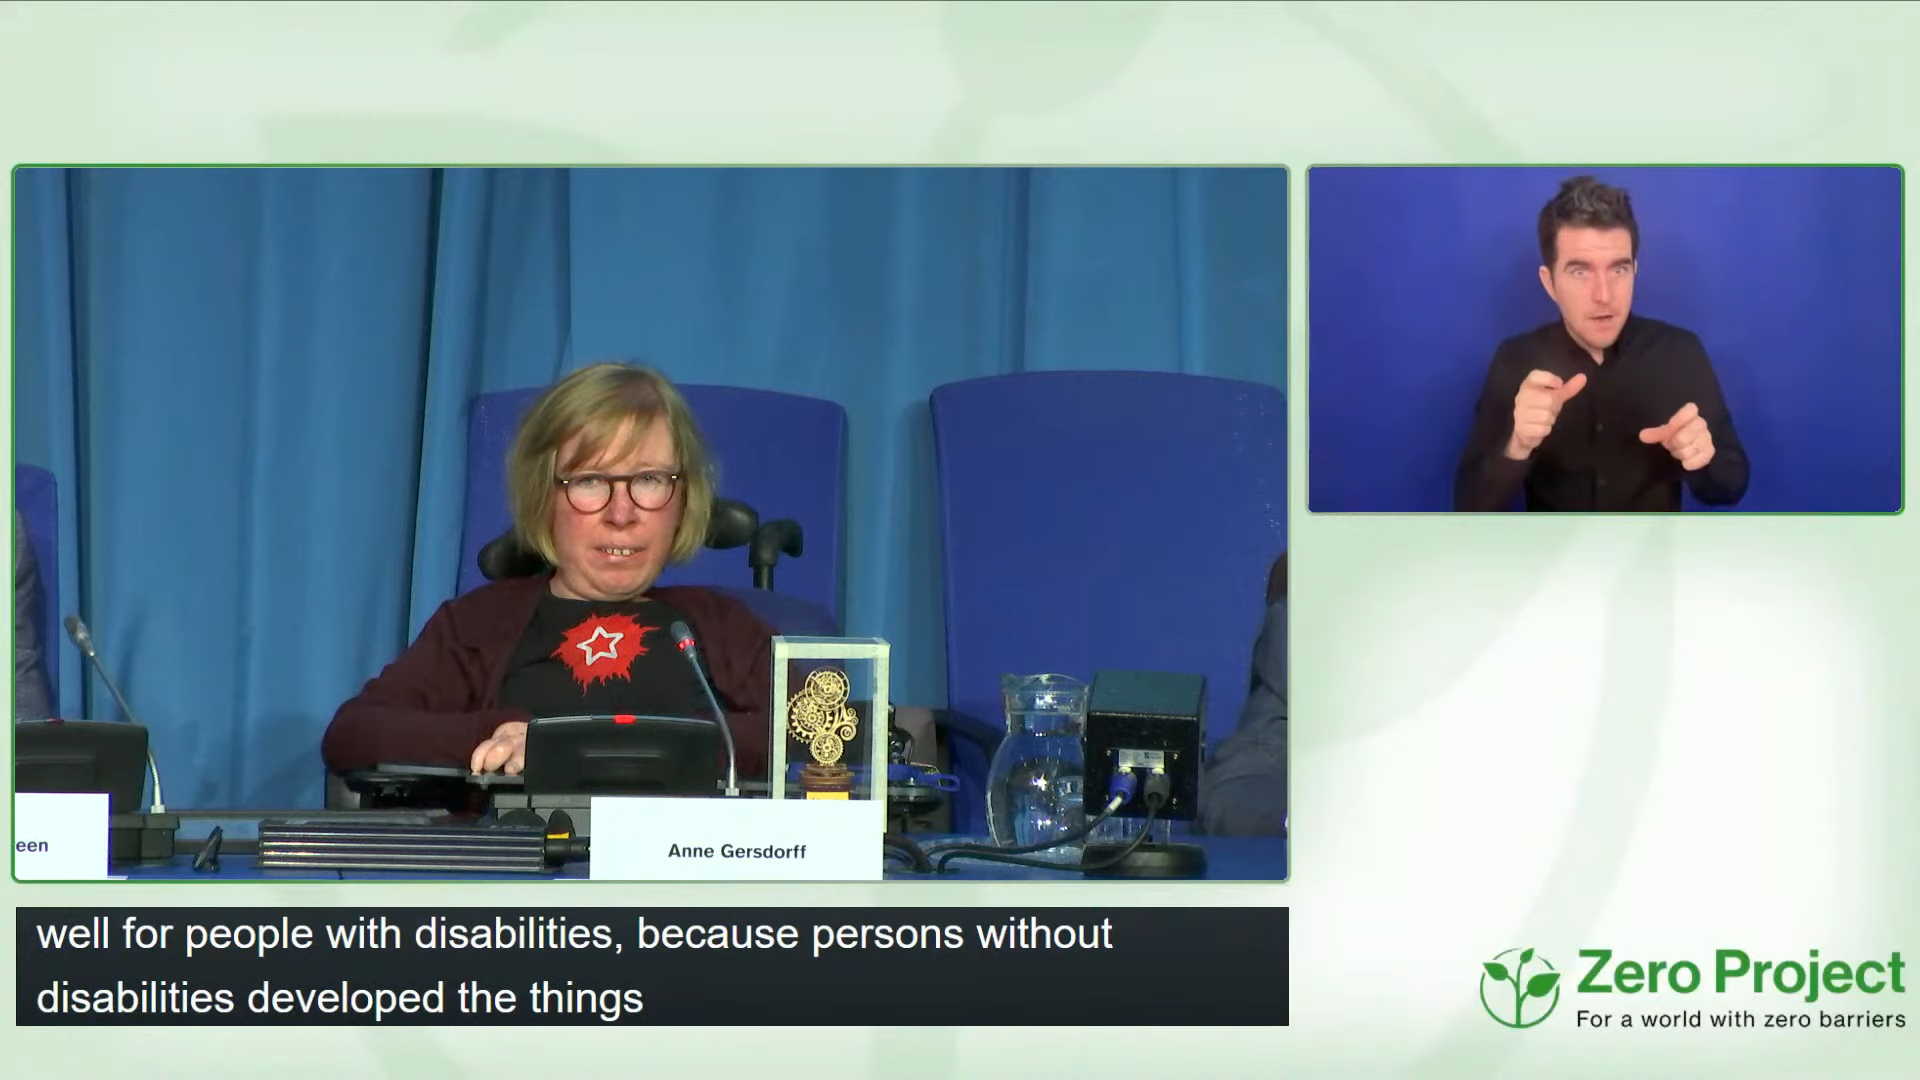 een
Anne Gersdorff
well for people with disabilities, because persons without
disabilities developed the things
Zero Project
For a world with zero barriers